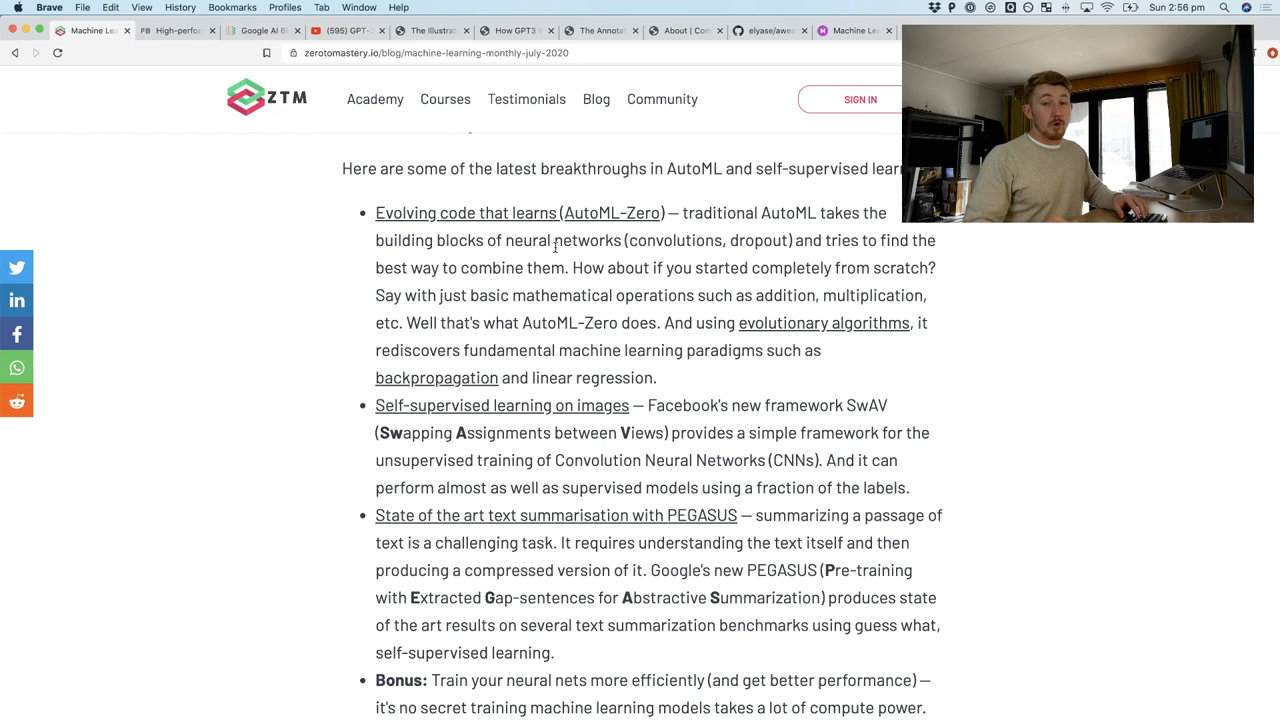 Brave File Edit View History Bookmarks Profiles Tab Window Help Sun 2:56 pm
Machine Lea FB High-perfor Google AI Bl (595) GPT- The Illustra How GPT3 The Annota About | Com elyase/awes Machine Lea
zerotomastery.io/blog/machine-learning-monthly-july-2020
ZTM Academy Courses Testimonials Blog Community SIGN IN
Here are some of the latest breakthroughs in AutoML and self-supervised lear
• Evolving code that learns (AutoML-Zero) — traditional AutoML takes the
building blocks of neural networks (convolutions, dropout) and tries to find the
best way to combine them. How about if you started completely from scratch?
Say with just basic mathematical operations such as addition, multiplication,
etc. Well that's what AutoML-Zero does. And using evolutionary algorithms, it
rediscovers fundamental machine learning paradigms such as
backpropagation and linear regression.
• Self-supervised learning on images — Facebook's new framework SwAV
(Swapping Assignments between Views) provides a simple framework for the
unsupervised training of Convolution Neural Networks (CNNs). And it can
perform almost as well as supervised models using a fraction of the labels.
• State of the art text summarisation with PEGASUS — summarizing a passage of
text is a challenging task. It requires understanding the text itself and then
producing a compressed version of it. Google's new PEGASUS (Pre-training
with Extracted Gap-sentences for Abstractive Summarization) produces state
of the art results on several text summarization benchmarks using guess what,
self-supervised learning.
• Bonus: Train your neural nets more efficiently (and get better performance) —
it's no secret training machine learning models takes a lot of compute power.